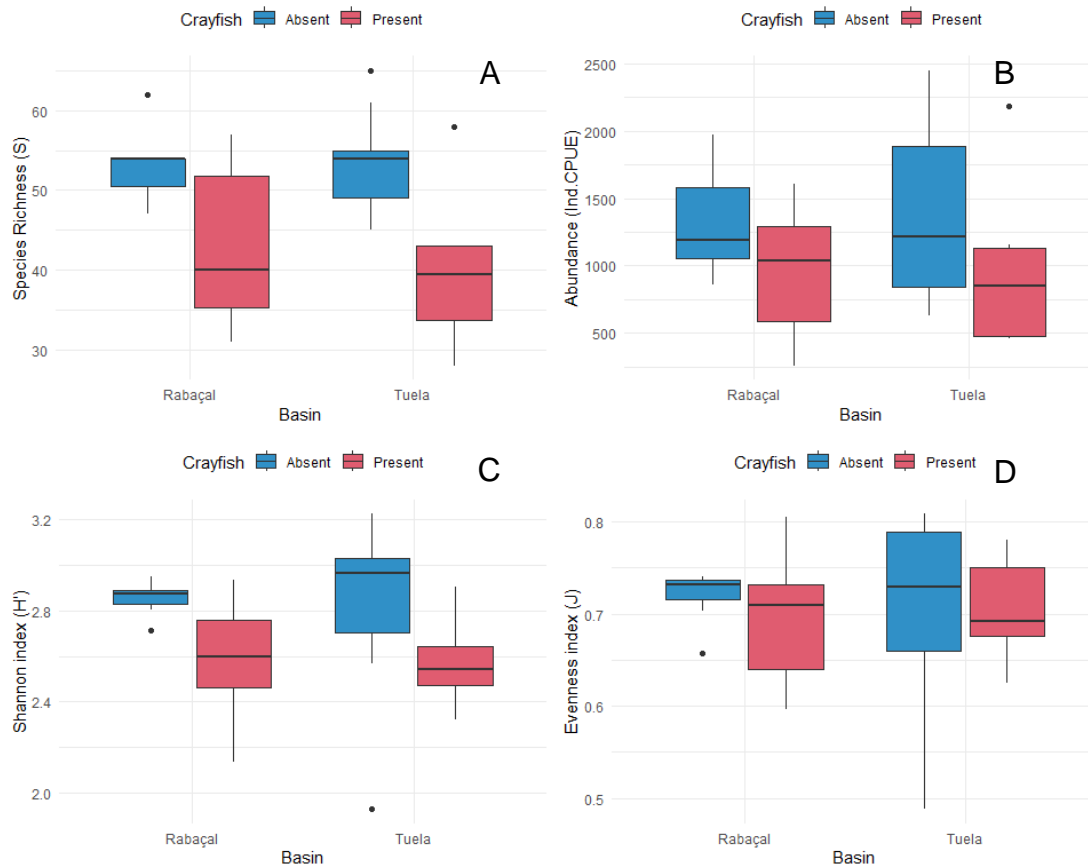 Crayfish Absent Present
A
Species Richness (S)
60
50
40
30
Rabaçal Tuela
Basin
Crayfish Absent Present
B
Abundance (Ind.CPUE)
2500
2000
1500
1000
500
Rabaçal Tuela
Basin
Crayfish Absent Present
C
Shannon index (H')
3.2
2.8
2.4
2.0
Rabaçal Tuela
Basin
Crayfish Absent Present
D
Evenness index (J)
0.8
0.7
0.6
0.5
Rabaçal Tuela
Basin